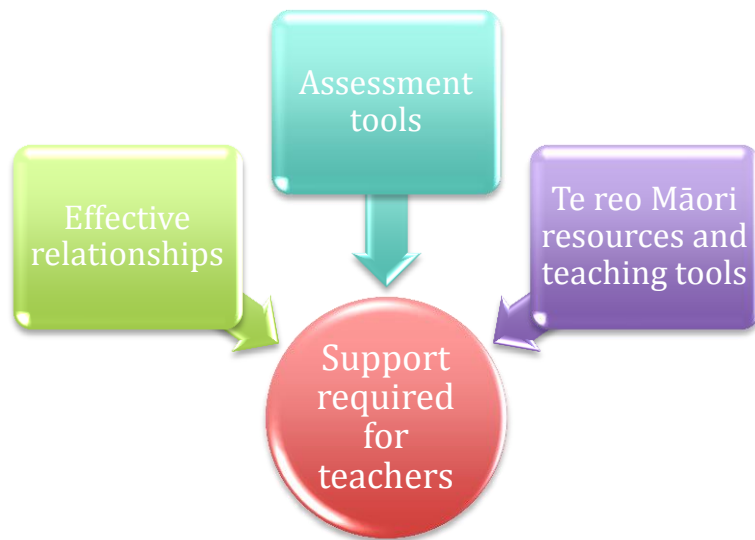 Assessment
tools
Effective
relationships
Te reo Māori
resources and
teaching tools
Support
required
for
teachers